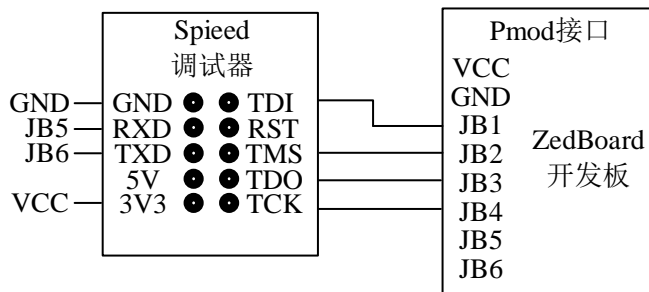 Spieed
调试器
GND GND TDI
JB5 RXD RST
JB6 TXD TMS
5V TDO
VCC 3V3 TCK
Pmod接口
VCC
GND
JB1
JB2
JB3
JB4
JB5
JB6
ZedBoard
开发板